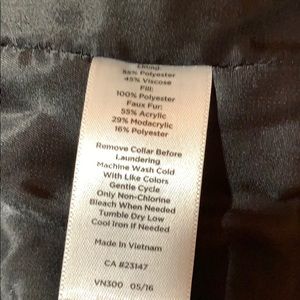 Lining:
55% Polyester
45% Viscose
Fill:
100% Polyester
Faux Fur:
55% Acrylic
29% Modacrylic
16% Polyester
Remove Collar Before
Laundering
Machine Wash Cold
With Like Colors
Gentle Cycle
Only Non-Chlorine
Bleach When Needed
Tumble Dry Low
Cool Iron If Needed
Made In Vietnam
CA #23147
VN300 05/16